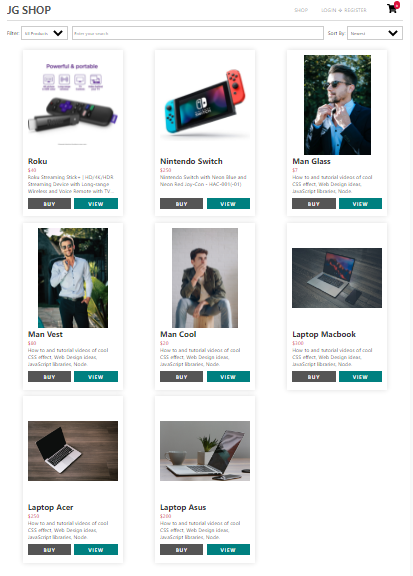 JG SHOP
SHOP LOGIN + REGISTER
Filter: All Products Enter your search Sort By: Newest
Powerful & portable
Roku
$40
Roku Streaming Stick+ | HD/4K/HDR
Streaming Device with Long-range
Wireless and Voice Remote with TV...
BUY VIEW
Nintendo Switch
$250
Nintendo Switch with Neon Blue and
Neon Red Joy-Con - HAC-001(-01)
BUY VIEW
Man Glass
$7
How to and tutorial videos of cool
CSS effect, Web Design ideas,
JavaScript libraries, Node.
BUY VIEW
Man Vest
$80
How to and tutorial videos of cool
CSS effect, Web Design ideas,
JavaScript libraries, Node.
BUY VIEW
Man Cool
$20
How to and tutorial videos of cool
CSS effect, Web Design ideas,
JavaScript libraries, Node.
BUY VIEW
Laptop Macbook
$300
How to and tutorial videos of cool
CSS effect, Web Design ideas,
JavaScript libraries, Node.
BUY VIEW
Laptop Acer
$250
How to and tutorial videos of cool
CSS effect, Web Design ideas,
JavaScript libraries, Node.
BUY VIEW
Laptop Asus
$200
How to and tutorial videos of cool
CSS effect, Web Design ideas,
JavaScript libraries, Node.
BUY VIEW